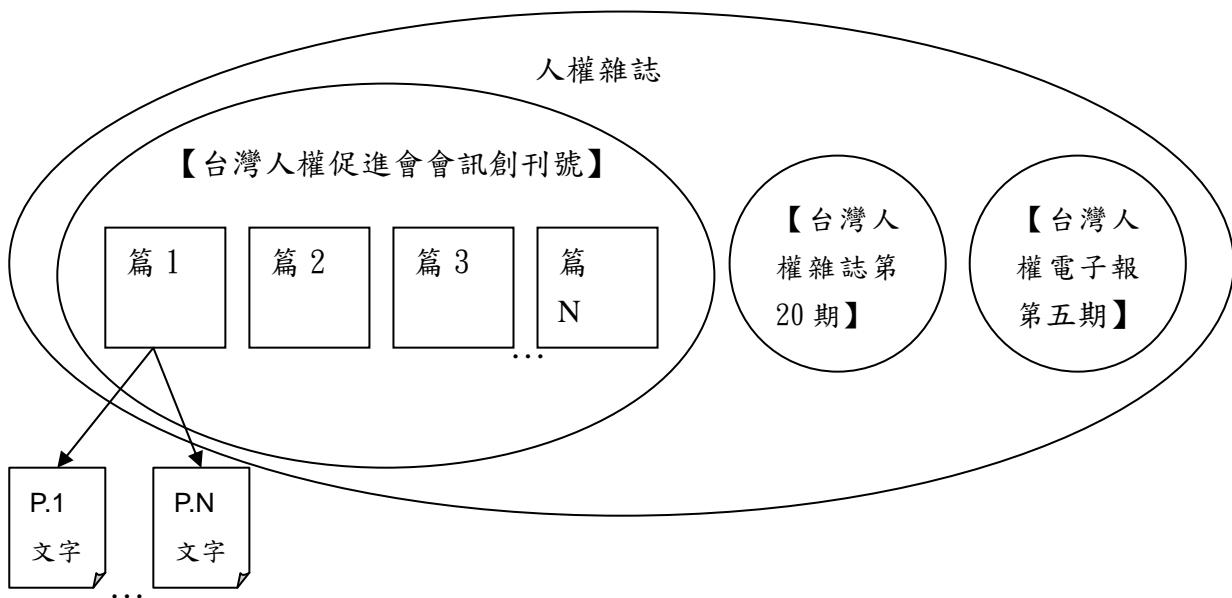 人權雜誌
【台灣人權促進會會訊創刊號】
篇 1
篇 2
篇 3
篇
N
…
【台灣人
權雜誌第
20 期】
【台灣人
權電子報
第五期】
P.1
文字
P.N
文字
…